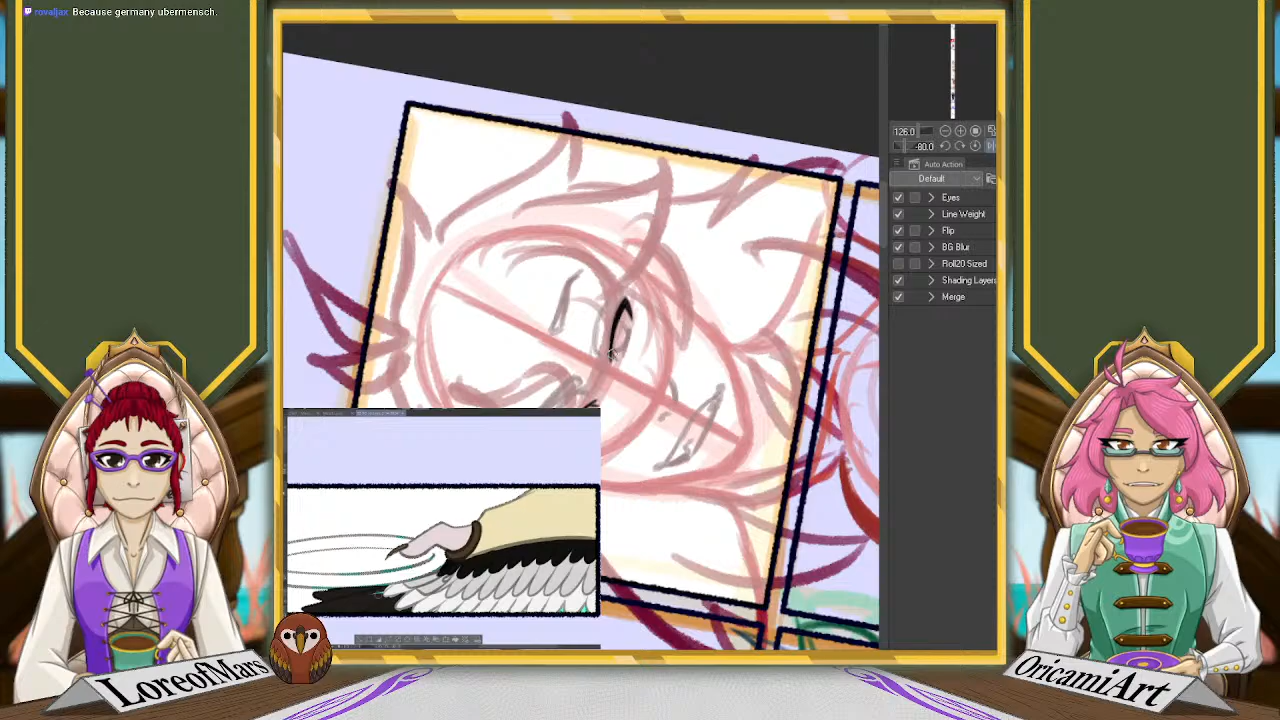 rovaljax Because germany ubermensch.
126.0
-80.0
Auto Action
Default
Eyes
Line Weight
Flip
BG Blur
Roll20 Sized
Shading Layers
Merge
LoreofMars
OricamiArt